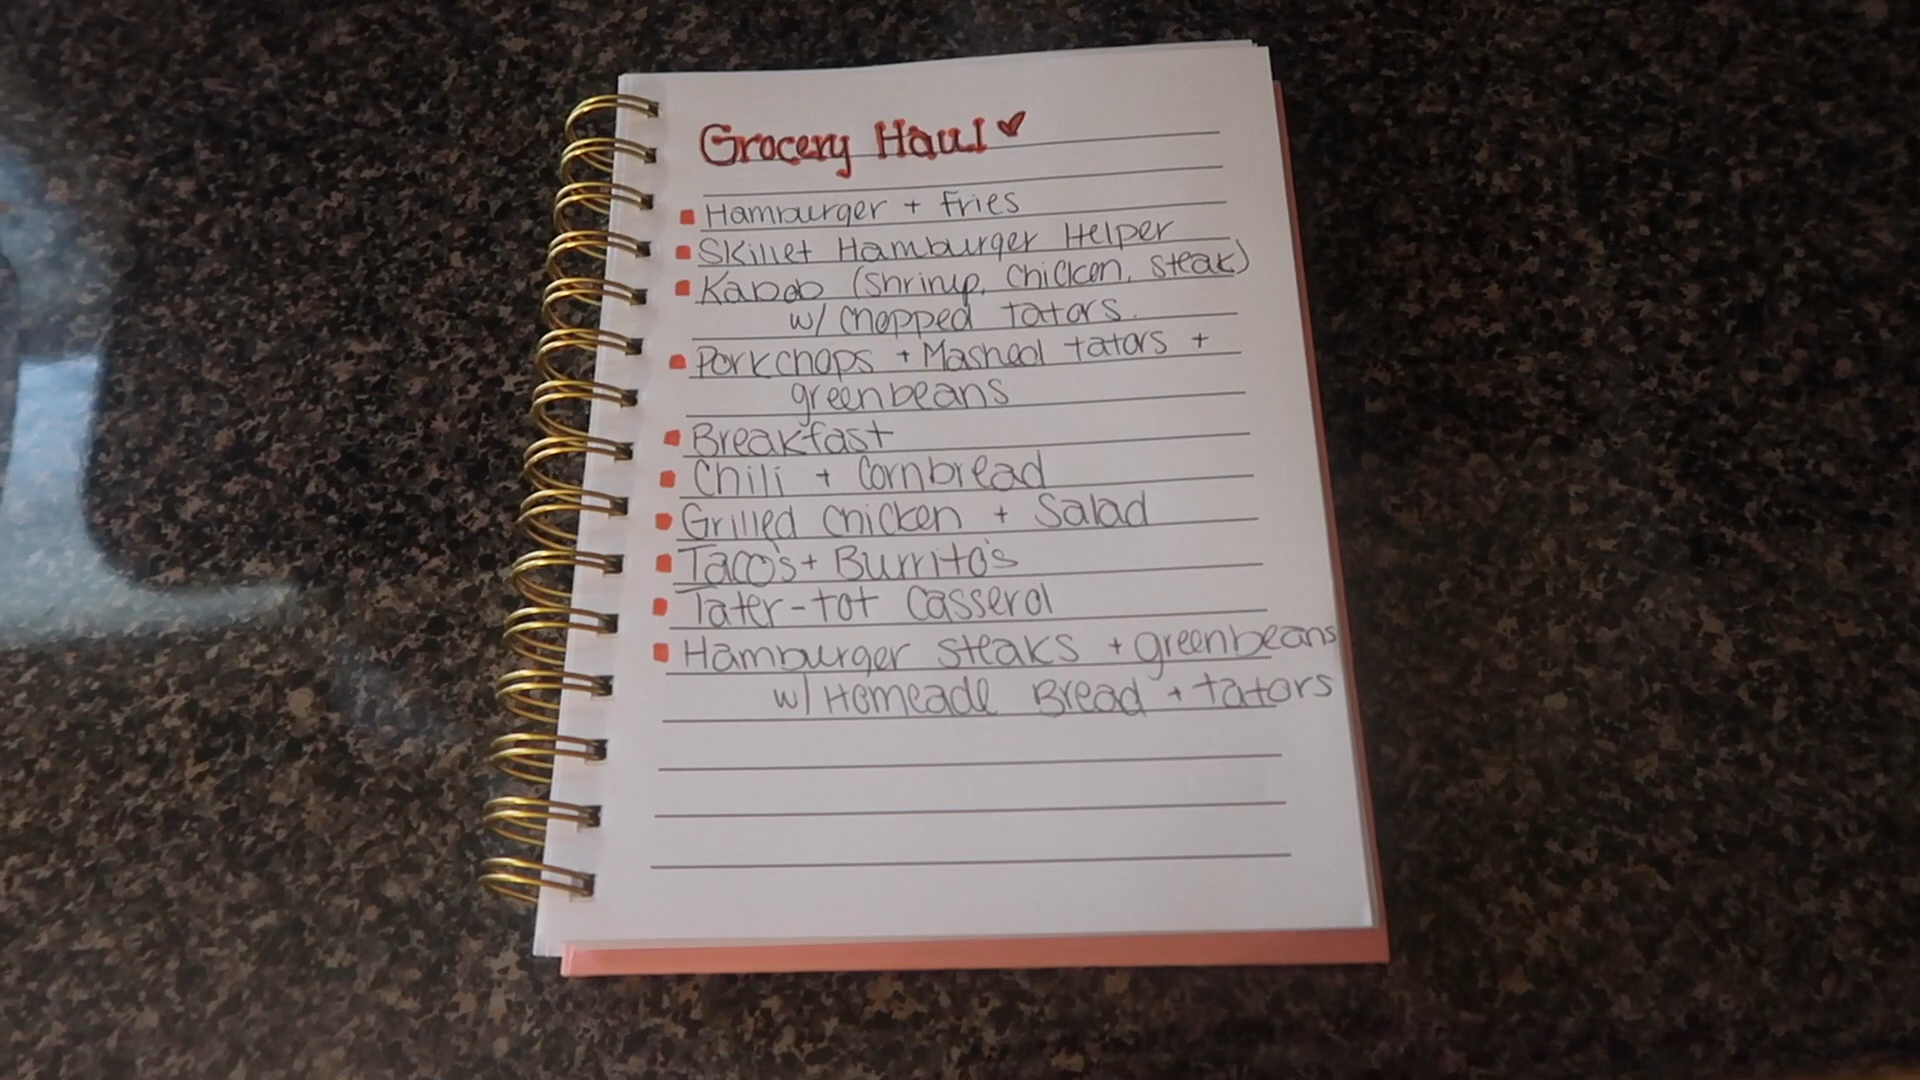 Grocery Haul
Hamburger + Fries
Skillet Hamburger Helper
Kabob (Shrimp, Chicken, Steak)
w/ Chopped tators.
Porkchops + Mashed tators +
greenbeans
Breakfast
Chili + Cornbread
Grilled Chicken + Salad
Taco's + Burrito's
Tater-tot Casserol
Hamburger Steaks + greenbeans
w/ Homeade Bread + tators